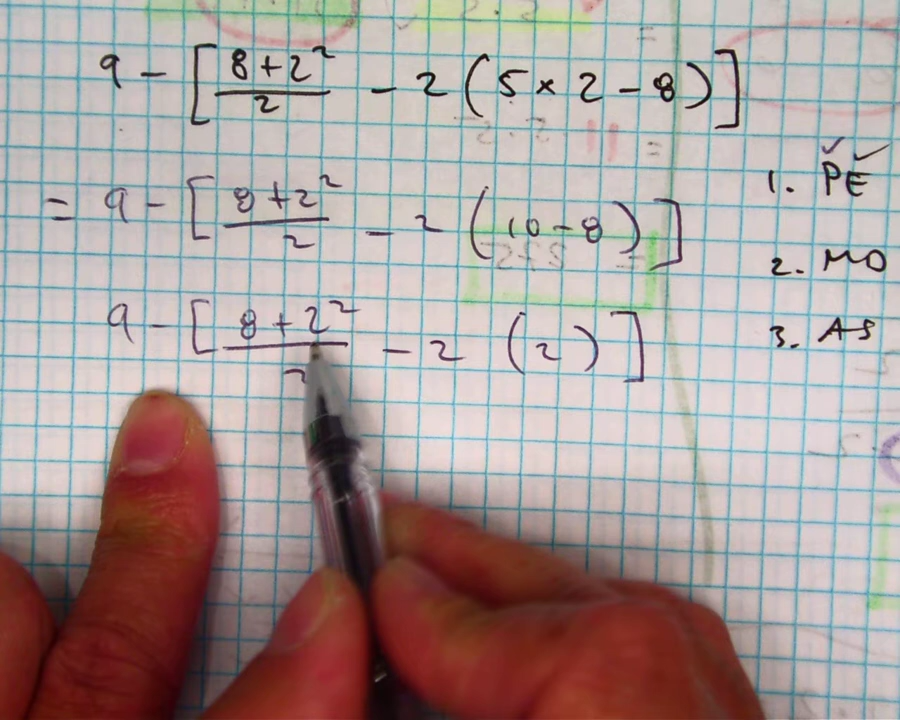 9 - [ (8+2²)/2 - 2 (5 × 2 - 8) ]
= 9 - [ (8+2²)/2 - 2 (10-8) ]
9 - [ (8+2²)/2 - 2 (2) ]
1. PE
2. MD
3. AS